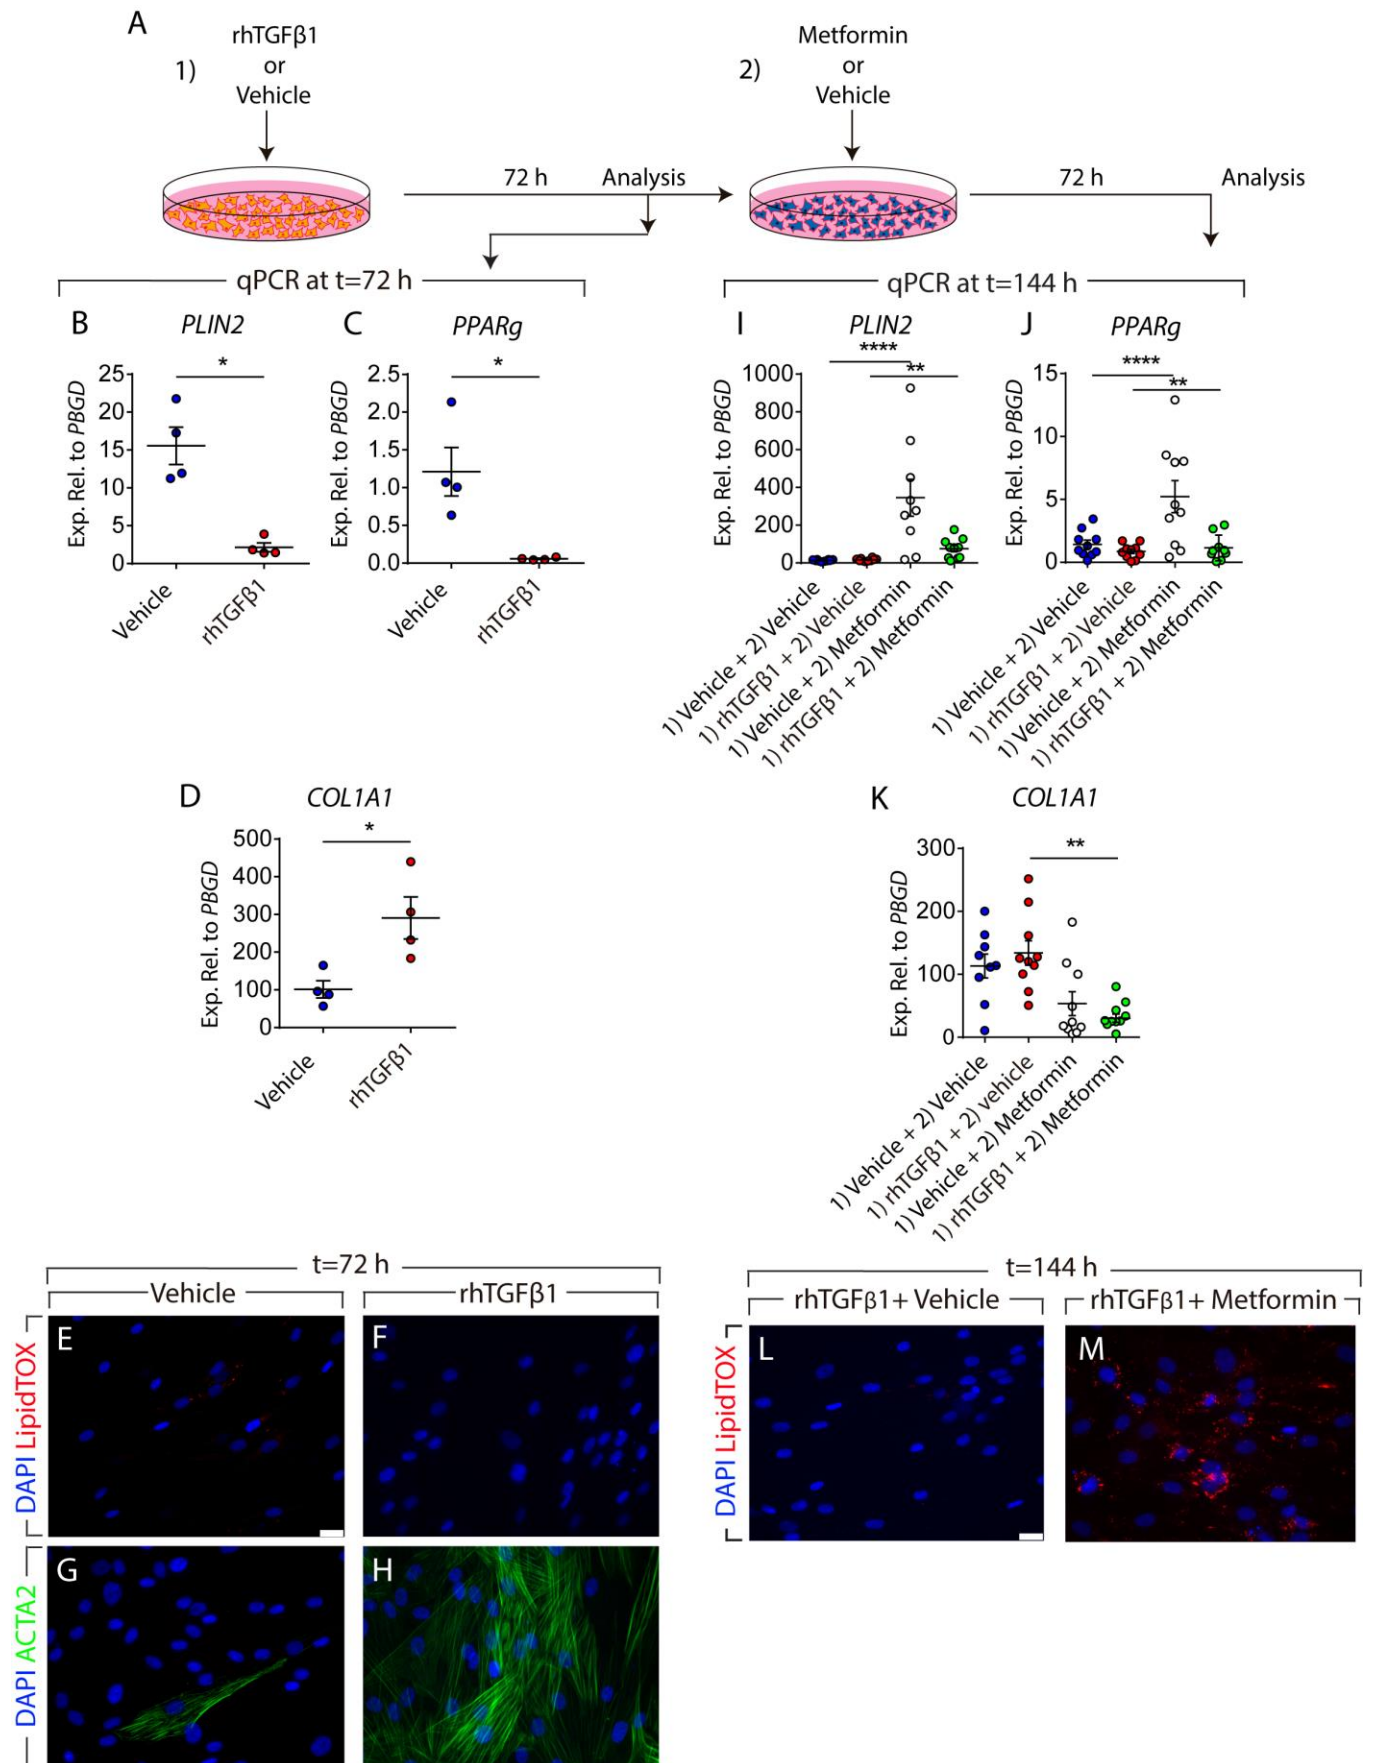 A
rhTGFβ1
or
Vehicle
1)
Metformin
or
Vehicle
2)
72 h
Analysis
72 h
Analysis
qPCR at t=72 h
qPCR at t=144 h
B
PLIN2
*
Exp. Rel. to PBGD
25
20
15
10
5
0
Vehicle
rhTGFβ1
C
PPARg
*
Exp. Rel. to PBGD
2.5
2.0
1.5
1.0
0.5
0.0
Vehicle
rhTGFβ1
I
PLIN2
****
**
Exp. Rel. to PBGD
1000
800
600
400
200
0
1) Vehicle + 2) Vehicle
1) rhTGFβ1 + 2) Vehicle
1) Vehicle + 2) Metformin
1) rhTGFβ1 + 2) Metformin
J
PPARg
****
**
Exp. Rel. to PBGD
15
10
5
0
1) Vehicle + 2) Vehicle
1) rhTGFβ1 + 2) Vehicle
1) Vehicle + 2) Metformin
1) rhTGFβ1 + 2) Metformin
D
COL1A1
*
Exp. Rel. to PBGD
500
400
300
200
100
0
Vehicle
rhTGFβ1
K
COL1A1
**
Exp. Rel. to PBGD
300
200
100
0
1) Vehicle + 2) Vehicle
1) rhTGFβ1 + 2) vehicle
1) Vehicle + 2) Metformin
1) rhTGFβ1 + 2) Metformin
t=72 h
Vehicle
rhTGFβ1
DAPI LipidTOX
E
F
DAPI ACTA2
G
H
t=144 h
rhTGFβ1+ Vehicle
rhTGFβ1+ Metformin
DAPI LipidTOX
L
M